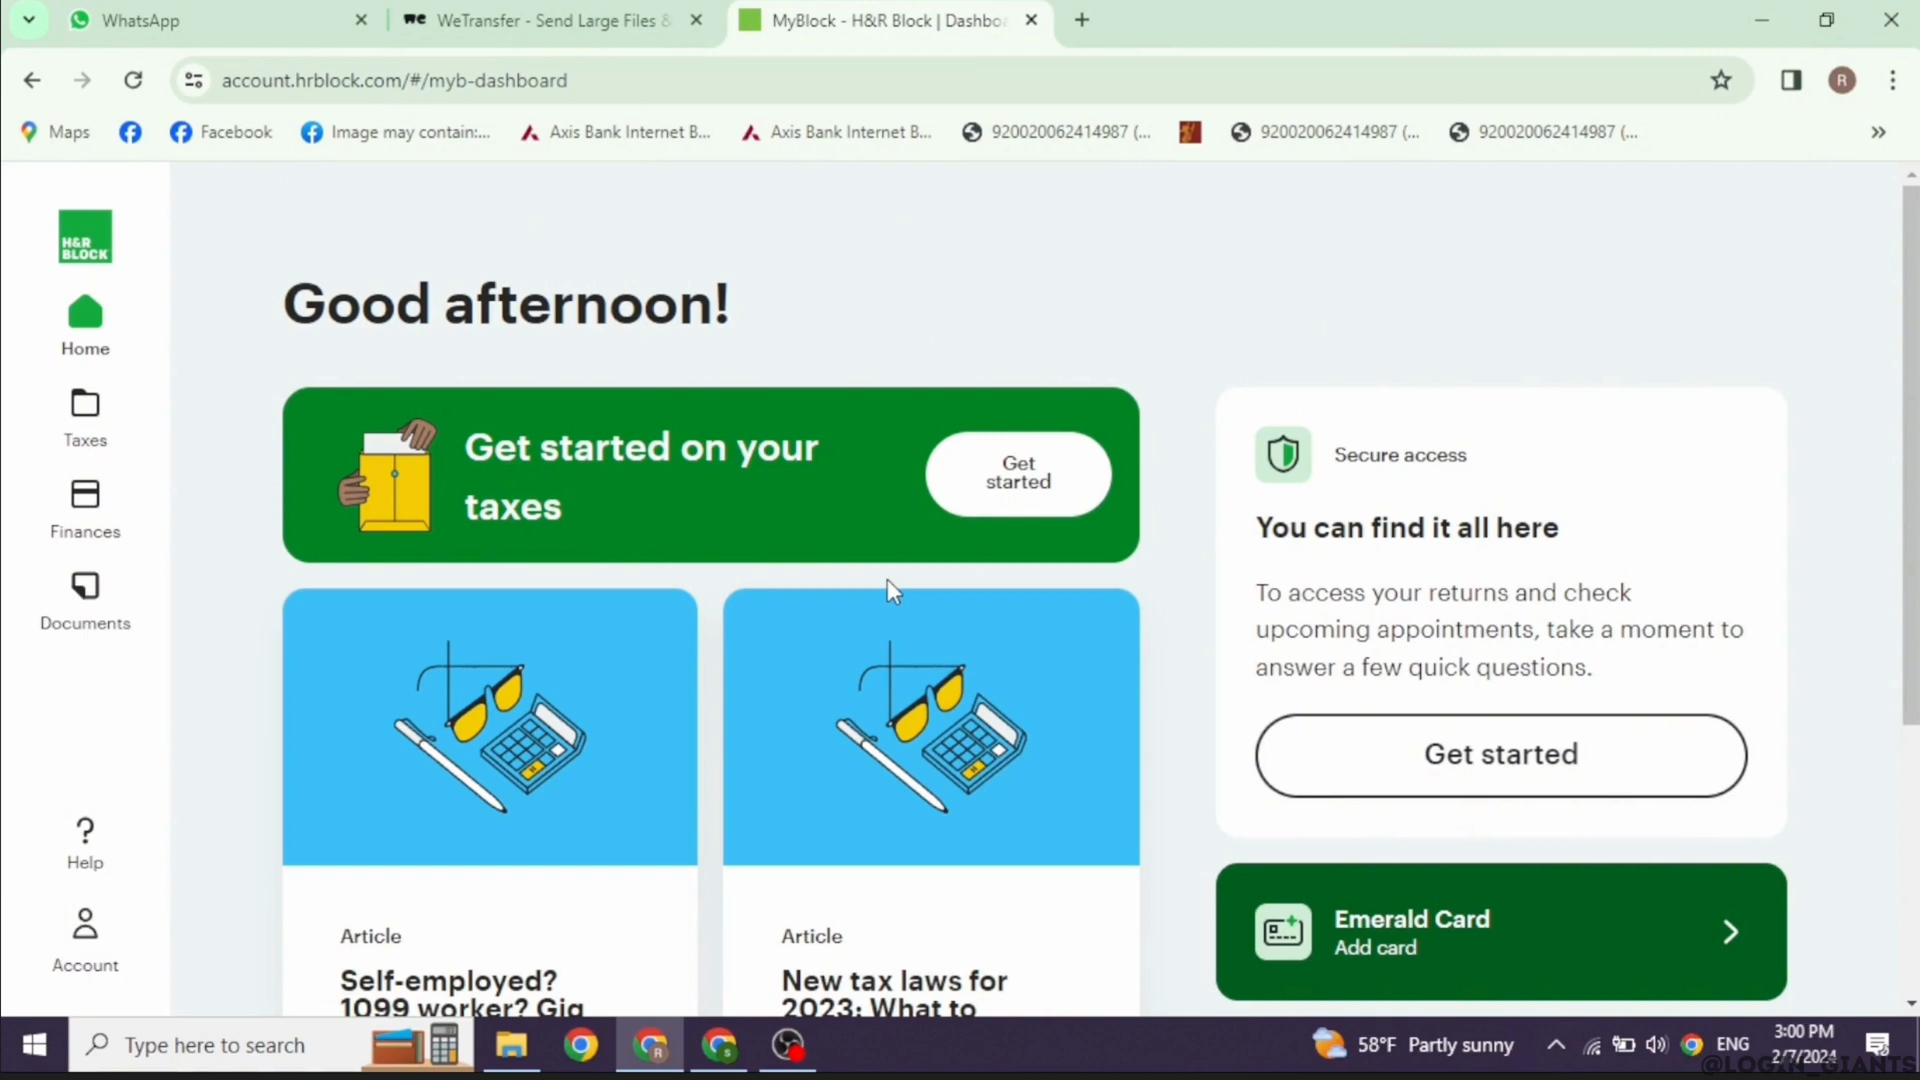 WhatsApp
we WeTransfer - Send Large Files &
MyBlock - H&R Block | Dashboa
account.hrblock.com/#/myb-dashboard
R
Maps
Facebook
Image may contain:...
Axis Bank Internet B...
Axis Bank Internet B...
920020062414987 (...
920020062414987 (...
920020062414987 (...
H&R
BLOCK
Home
Taxes
Finances
Documents
Help
Account
Good afternoon!
Get started on your
taxes
Get
started
Secure access
You can find it all here
To access your returns and check
upcoming appointments, take a moment to
answer a few quick questions.
Get started
Emerald Card
Add card
Article
Self-employed?
1099 worker? Gig
Article
New tax laws for
2023: What to
Type here to search
R
S
58°F Partly sunny
ENG
3:00 PM
2/7/2024
@LOGIN_GIANTS